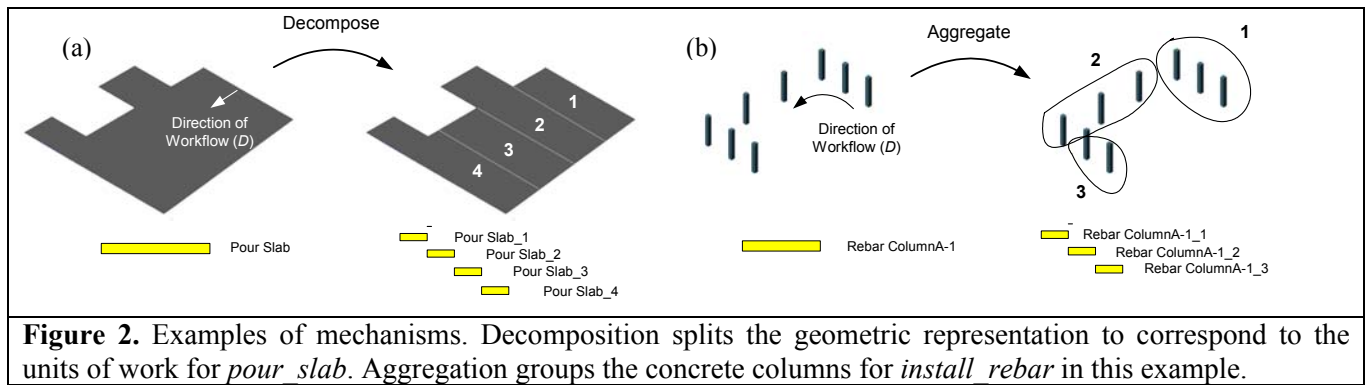 (a)
Decompose
Direction of
Workflow (D)
1
2
3
4
Pour Slab
Pour Slab_1
Pour Slab_2
Pour Slab_3
Pour Slab_4
(b)
Aggregate
Direction of
Workflow (D)
1
2
3
Rebar ColumnA-1
Rebar ColumnA-1_1
Rebar ColumnA-1_2
Rebar ColumnA-1_3
Figure 2. Examples of mechanisms. Decomposition splits the geometric representation to correspond to the
units of work for pour_slab. Aggregation groups the concrete columns for install_rebar in this example.